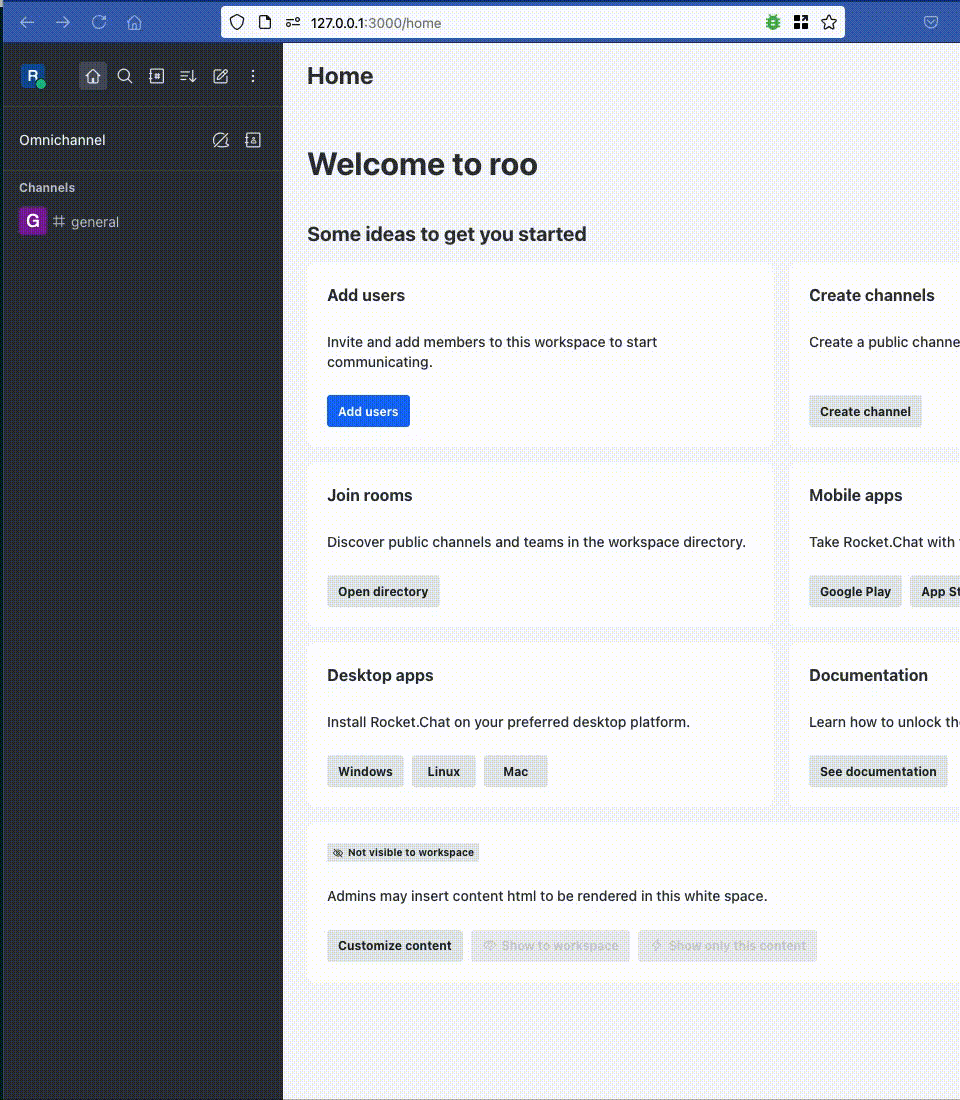 127.0.0.1:3000/home
R
Home
Omnichannel
Channels
G general
Welcome to roo
Some ideas to get you started
Add users
Invite and add members to this workspace to start
communicating.
Add users
Create channels
Create a public channe
Create channel
Join rooms
Discover public channels and teams in the workspace directory.
Open directory
Mobile apps
Take Rocket.Chat with
Google Play
App St
Desktop apps
Install Rocket.Chat on your preferred desktop platform.
Windows Linux Mac
Documentation
Learn how to unlock the
See documentation
Not visible to workspace
Admins may insert content html to be rendered in this white space.
Customize content Show to workspace Show only this content